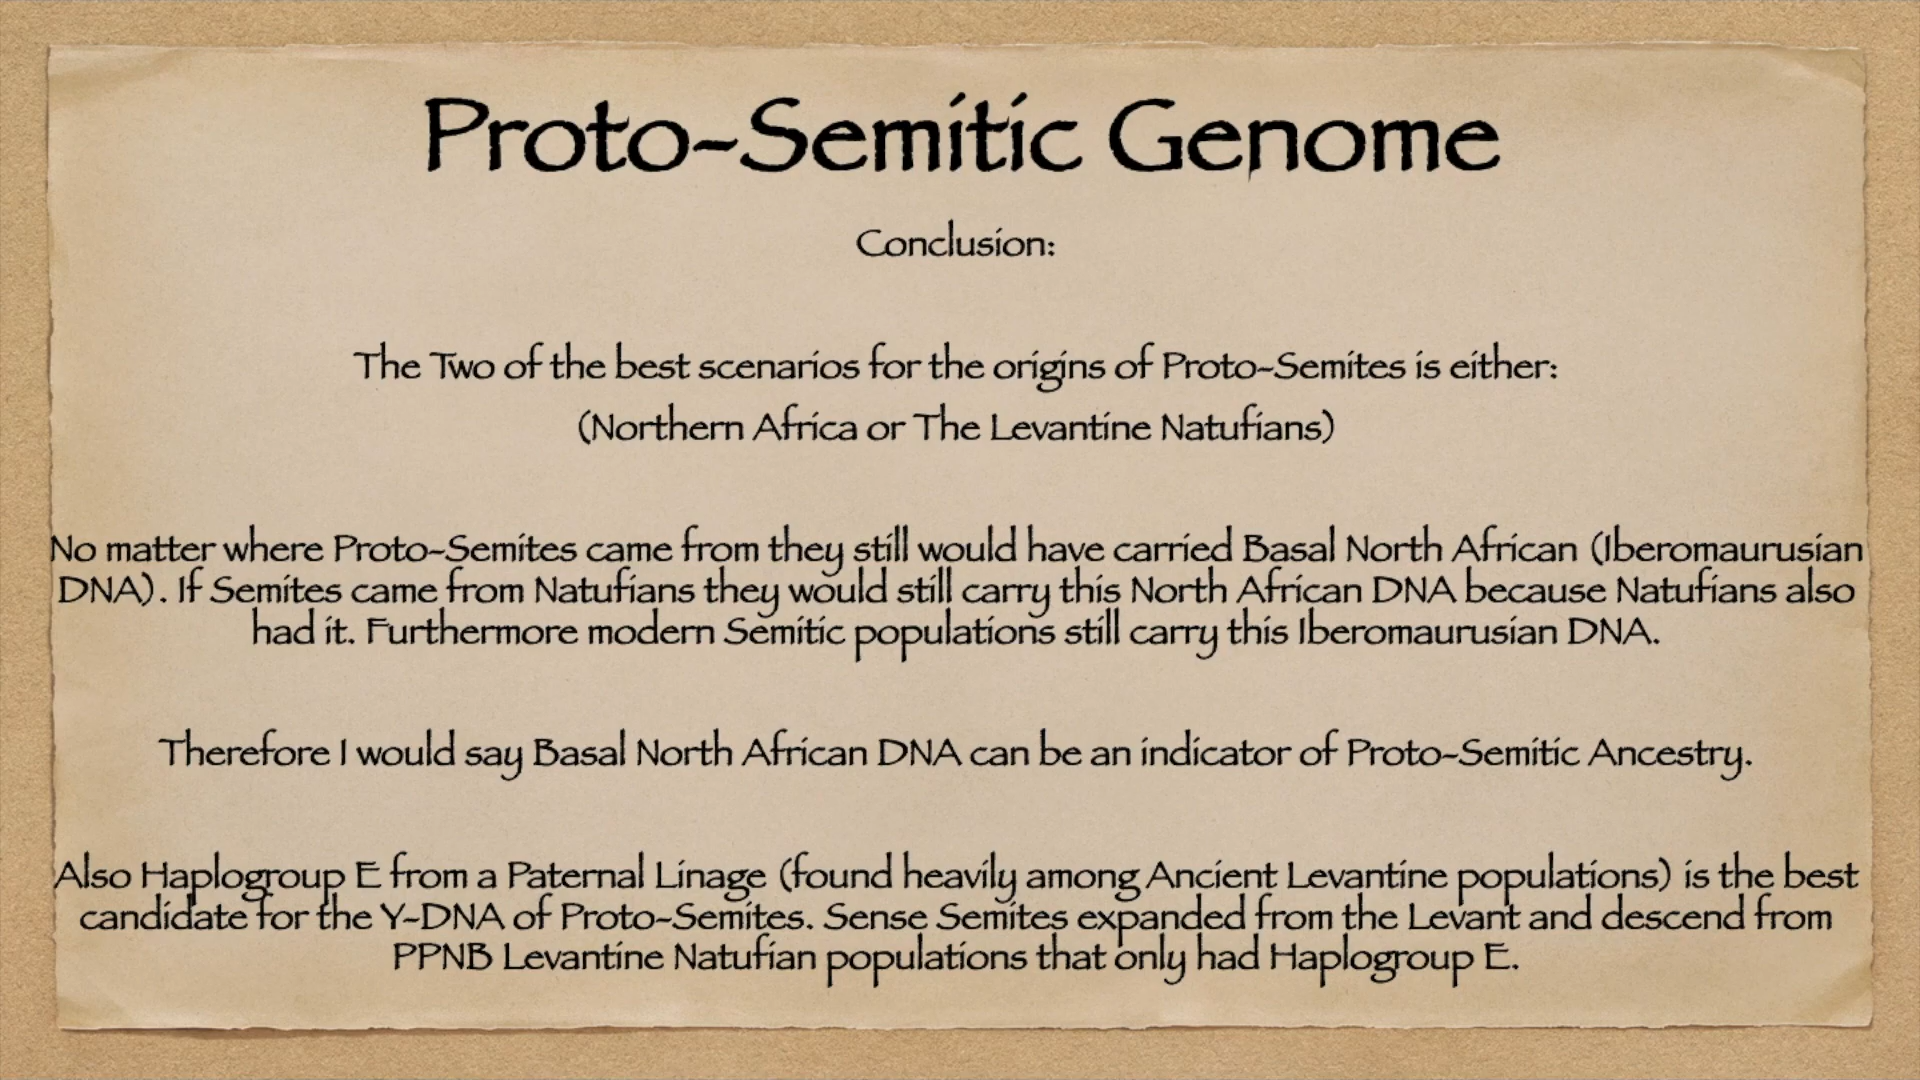 Proto-Semitic Genome
Conclusion:
The Two of the best scenarios for the origins of Proto-Semites is either:
(Northern Africa or The Levantine Natufians)
No matter where Proto-Semites came from they still would have carried Basal North African (Iberomaurusian
DNA). If Semites came from Natufians they would still carry this North African DNA because Natufians also
had it. Furthermore modern Semitic populations still carry this Iberomaurusian DNA.
Therefore I would say Basal North African DNA can be an indicator of Proto-Semitic Ancestry.
Also Haplogroup E from a Paternal Linage (found heavily among Ancient Levantine populations) is the best
candidate for the Y-DNA of Proto-Semites. Sense Semites expanded from the Levant and descend from
PPNB Levantine Natufian populations that only had Haplogroup E.